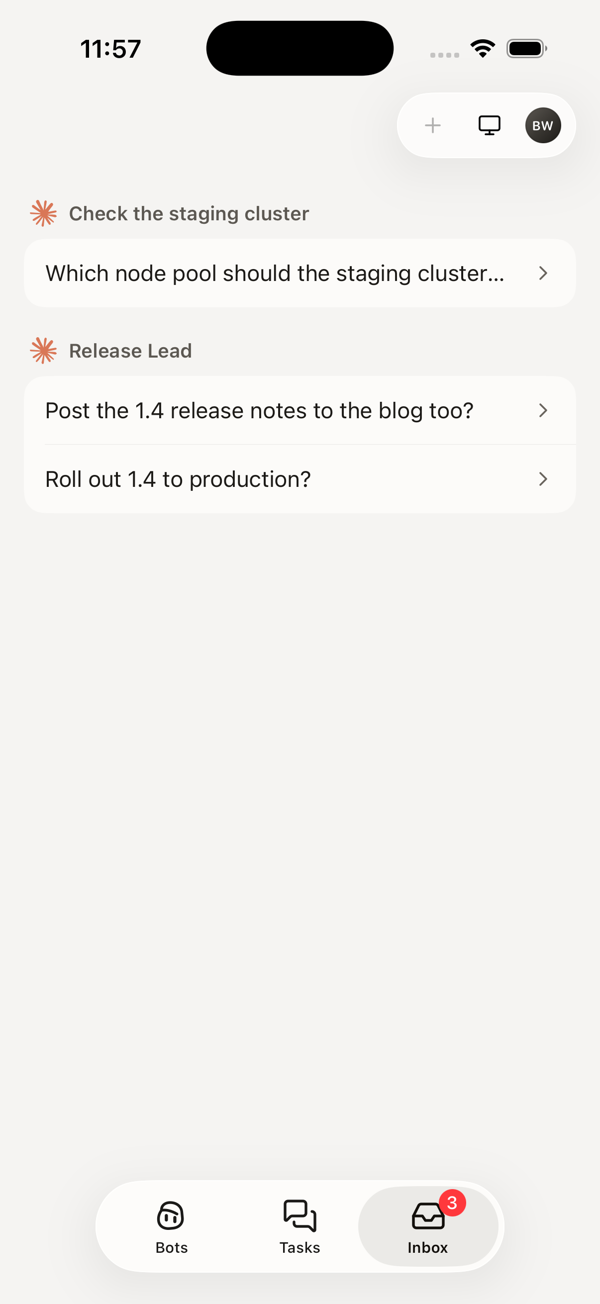 11:57
BW
Check the staging cluster
Which node pool should the staging cluster...
Release Lead
Post the 1.4 release notes to the blog too?
Roll out 1.4 to production?
3
Bots
Tasks
Inbox